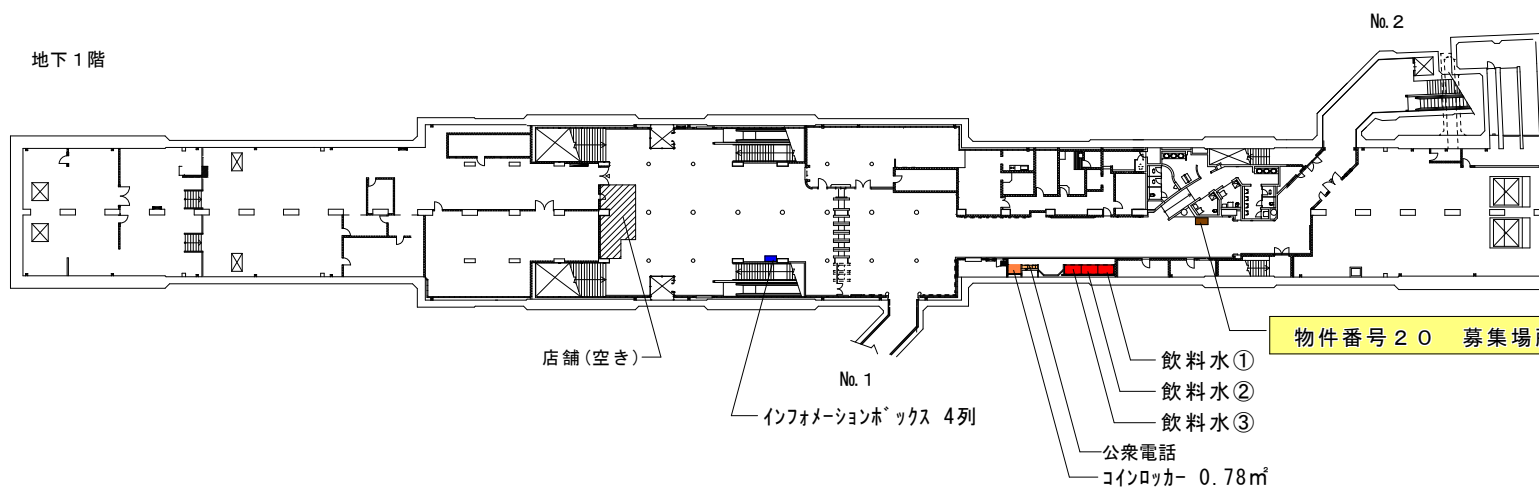 №.2
地下1階
物件番号20 募集場
店舗(空き)
飲料水①
№.1
飲料水②
インフォメーションボックス 4列
飲料水③
公衆電話
コインロッカー 0.78㎡